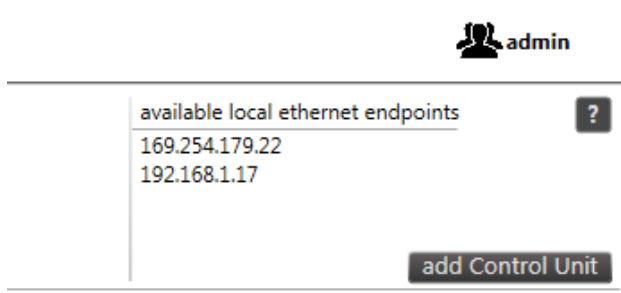 admin
available local ethernet endpoints
?
169.254.179.22
192.168.1.17
add Control Unit